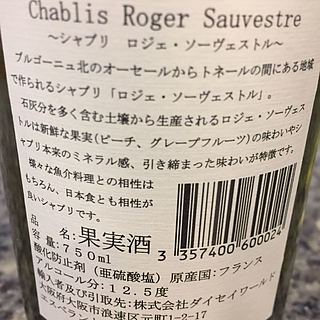 Chablis Roger Sauvestre
～シャブリ ロジェ・ソーヴェストル～
ブルゴーニュ北のオーセールからトネールの間にある地域
で作られるシャブリ「ロジェ・ソーヴェストル」。
石灰分を多く含む土壌から生産されるロジェ・ソーヴェス
トルは新鮮な果実(ピーチ、グレープフルーツ)の味わいやシ
ャブリ本来のミネラル感、引き締まった味わいが特徴です。
様々な魚介料理との相性は
もちろん、日本食とも相性が
良いシャブリです。
品 名:果実酒
容量:750ml
酸化防止剤(亜硫酸塩) 原産国:フランス
アルコール分:12.5度
輸入者及び引取先:株式会社ダイセイワールド
大阪府大阪市浪速区元町1-2-17
エスペラン
3 357400 600024